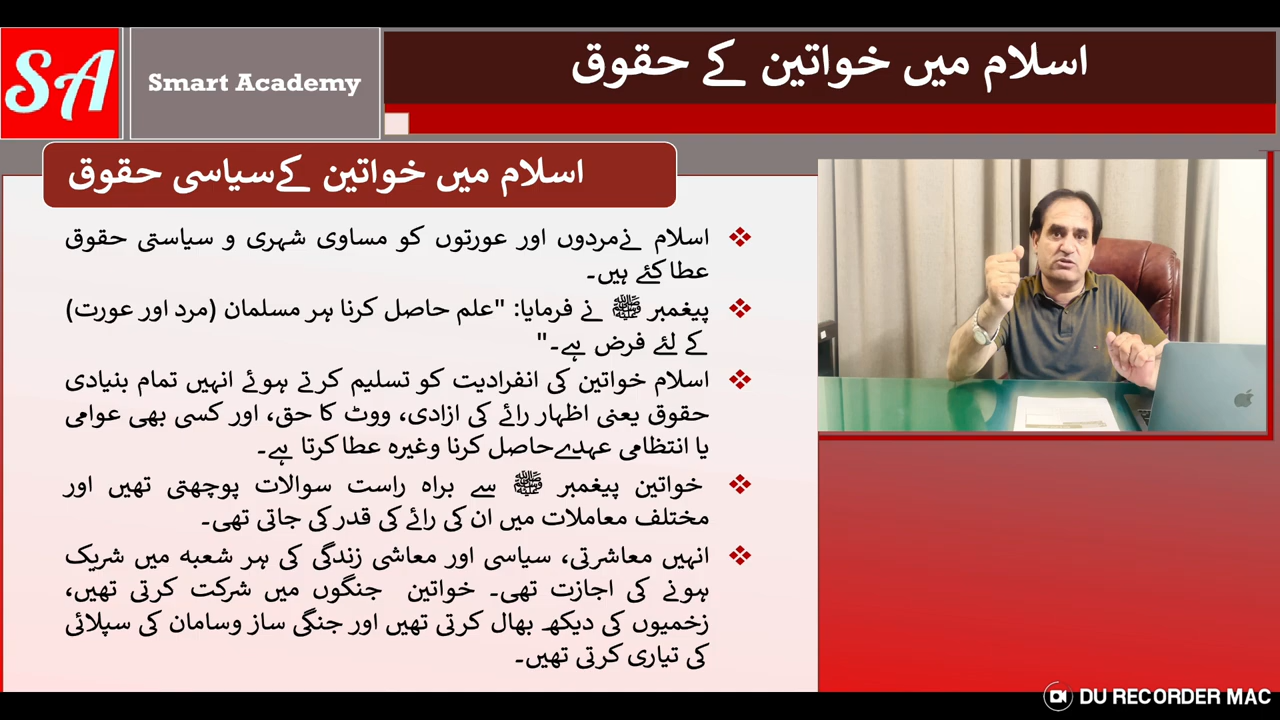 SA
Smart Academy
اسلام میں خواتین کے حقوق
اسلام میں خواتین کےسیاسی حقوق
اسلام نےمردوں اور عورتوں کو مساوی شہری و سیاستی حقوق
عطا کئے ہیں۔
پیغمبر ﷺ نے فرمایا: "علم حاصل کرنا ہر مسلمان (مرد اور عورت)
کے لئے فرض ہے۔"
اسلام خواتین کی انفرادیت کو تسلیم کرتے ہوئے انہیں تمام بنیادی
حقوق یعنی اظہار رائے کی ازادی، ووٹ کا حق، اور کسی بھی عوامی
یا انتظامی عہدےحاصل کرنا وغیرہ عطا کرتا ہے۔
خواتین پیغمبر ﷺ سے براہ راست سوالات پوچھتی تھیں اور
مختلف معاملات میں ان کی رائے کی قدر کی جاتی تھی۔
انہیں معاشرتی، سیاسی اور معاشی زندگی کی ہر شعبہ میں شریک
ہونے کی اجازت تھی۔ خواتین جنگوں میں شرکت کرتی تھیں،
زخمیوں کی دیکھ بھال کرتی تھیں اور جنگی ساز وسامان کی سپلائی
کی تیاری کرتی تھیں۔
DU RECORDER MAC